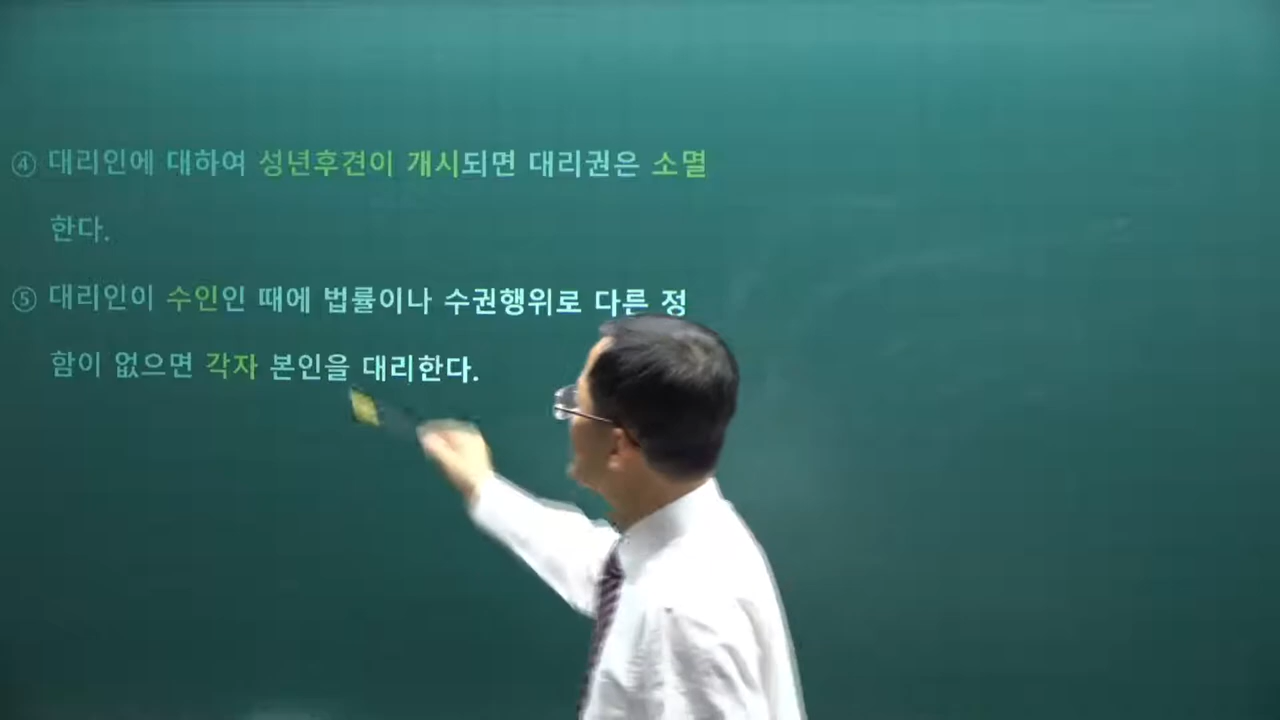 ④ 대리인에 대하여 성년후견이 개시되면 대리권은 소멸
한다.
⑤ 대리인이 수인인 때에 법률이나 수권행위로 다른 정
함이 없으면 각자 본인을 대리한다.